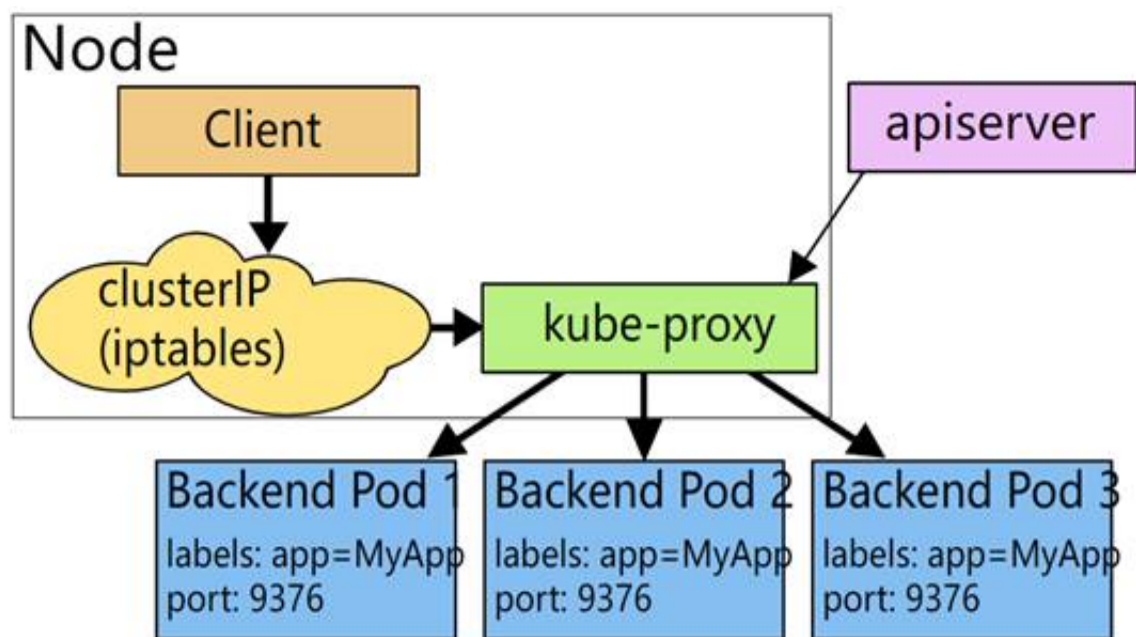 Node
Client
apiserver
clusterIP
(iptables)
kube-proxy
Backend Pod 1
labels: app=MyApp
port: 9376
Backend Pod 2
labels: app=MyApp
port: 9376
Backend Pod 3
labels: app=MyApp
port: 9376